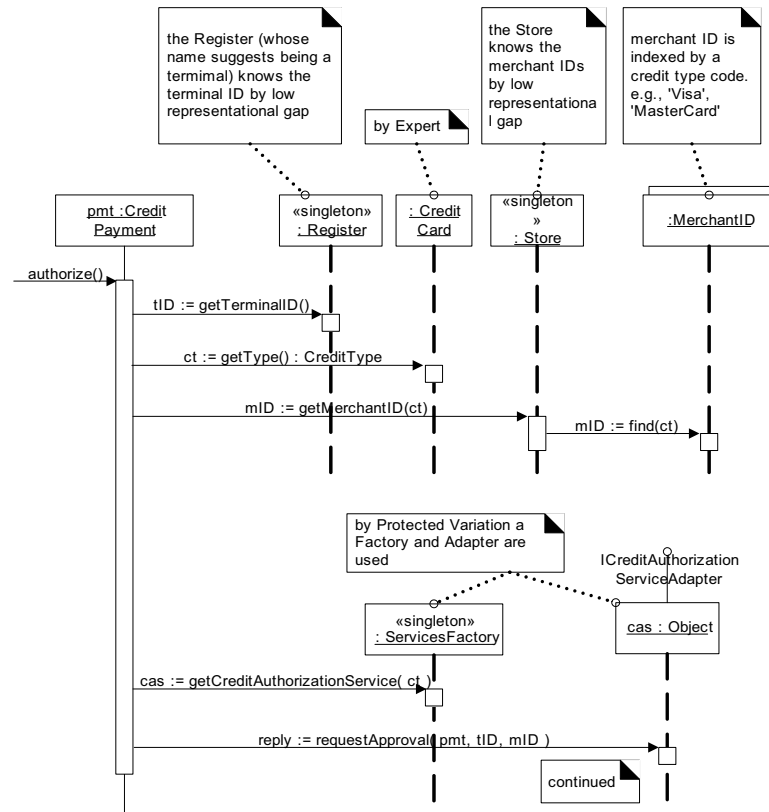 the Register (whose
name suggests being a
termimal) knows the
terminal ID by low
representational gap
the Store
knows the
merchant IDs
by low
representationa
l gap
merchant ID is
indexed by a
credit type code.
e.g., 'Visa',
'MasterCard'
by Expert
pmt :Credit
Payment
«singleton»
: Register
: Credit
Card
«singleton
»
: Store
:MerchantID
authorize()
tID := getTerminalID()
ct := getType() : CreditType
mID := getMerchantID(ct)
mID := find(ct)
by Protected Variation a
Factory and Adapter are
used
ICreditAuthorization
ServiceAdapter
«singleton»
: ServicesFactory
cas : Object
cas := getCreditAuthorizationService( ct )
reply := requestApproval( pmt, tID, mID )
continued